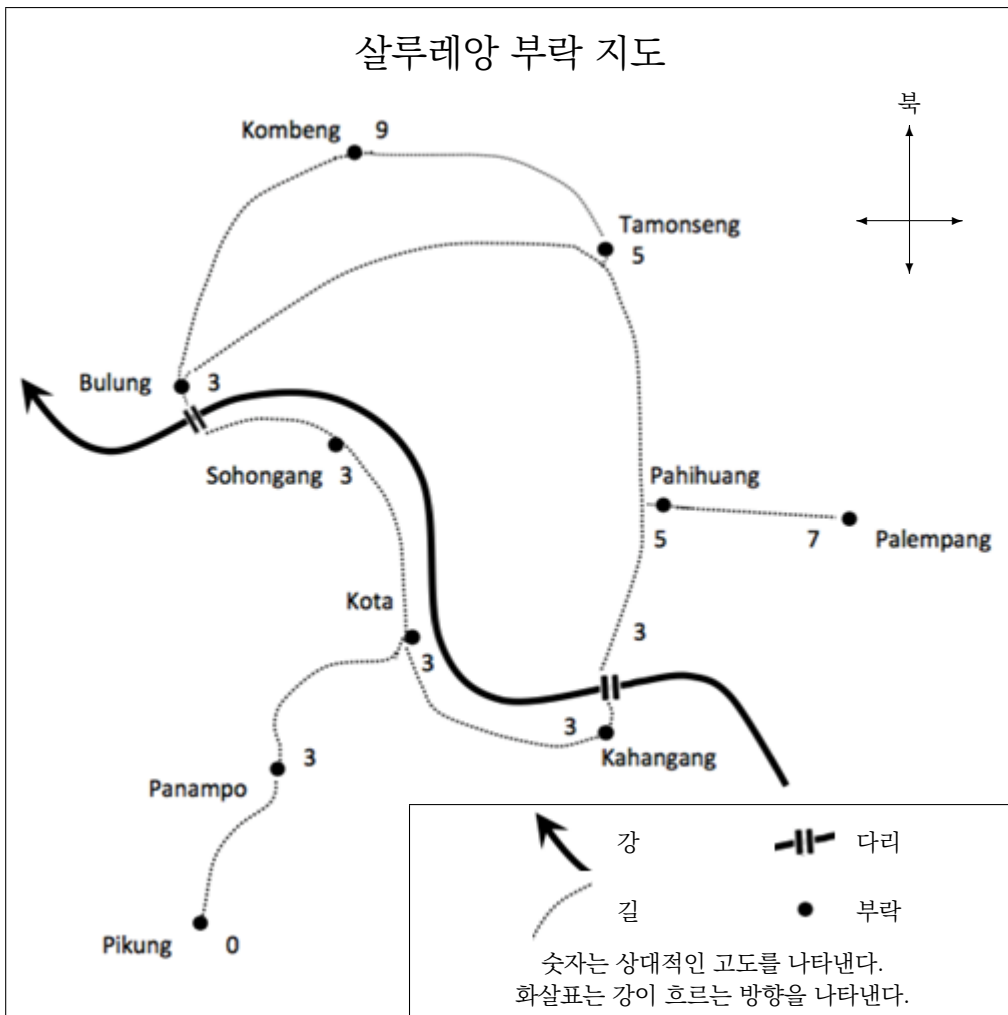 살루레앙 부락 지도
북
Kombeng 9
Tamonseng
5
Bulung 3
Sohongang 3
Pahihuang
5
7 Palempang
Kota
3
3
3
Kahangang
3
Panampo
Pikung 0
강
다리
길
부락
숫자는 상대적인 고도를 나타낸다.
화살표는 강이 흐르는 방향을 나타낸다.